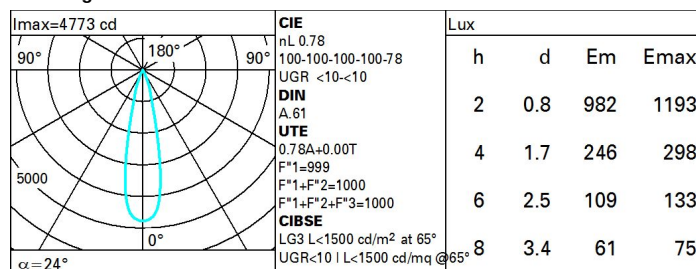 Imax=4773 cd
90°
180°
90°
5000
0°
α=24°
CIE
nL 0.78
100-100-100-100-78
UGR <10-<10
DIN
A.61
UTE
0.78A+0.00T
F"1=999
F"1+F"2=1000
F"1+F"2+F"3=1000
CIBSE
LG3 L<1500 cd/m² at 65°
UGR<10 | L<1500 cd/mq @65°
Lux
h d Em Emax
2 0.8 982 1193
4 1.7 246 298
6 2.5 109 133
8 3.4 61 75